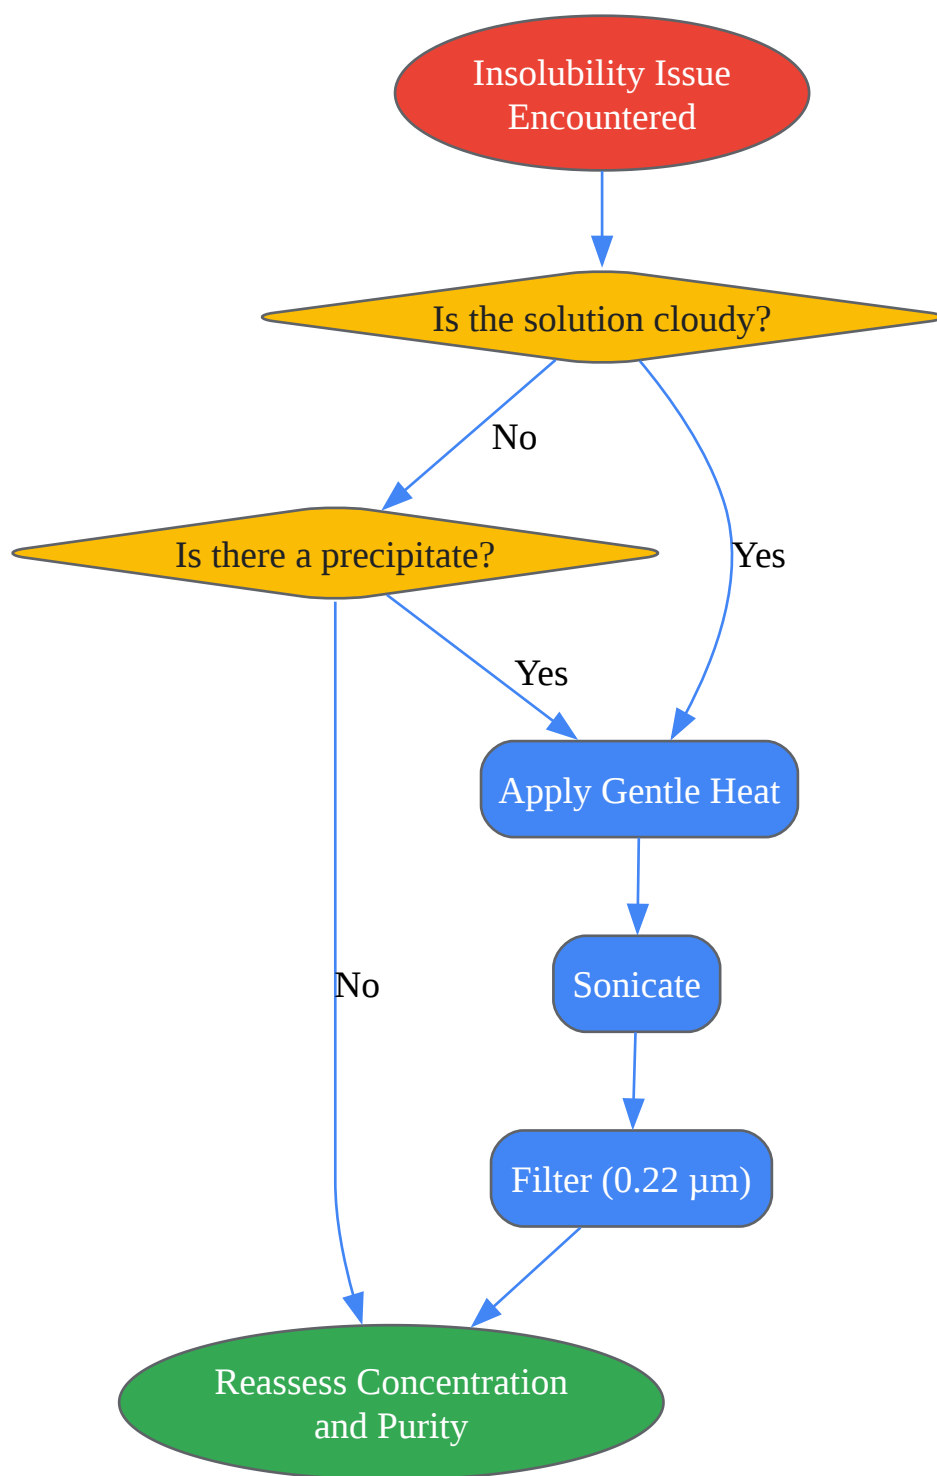 Insolubility Issue
Encountered
Is the solution cloudy?
No
Is there a precipitate?
Yes
Yes
Apply Gentle Heat
Sonicate
No
Filter (0.22 µm)
Reassess Concentration
and Purity